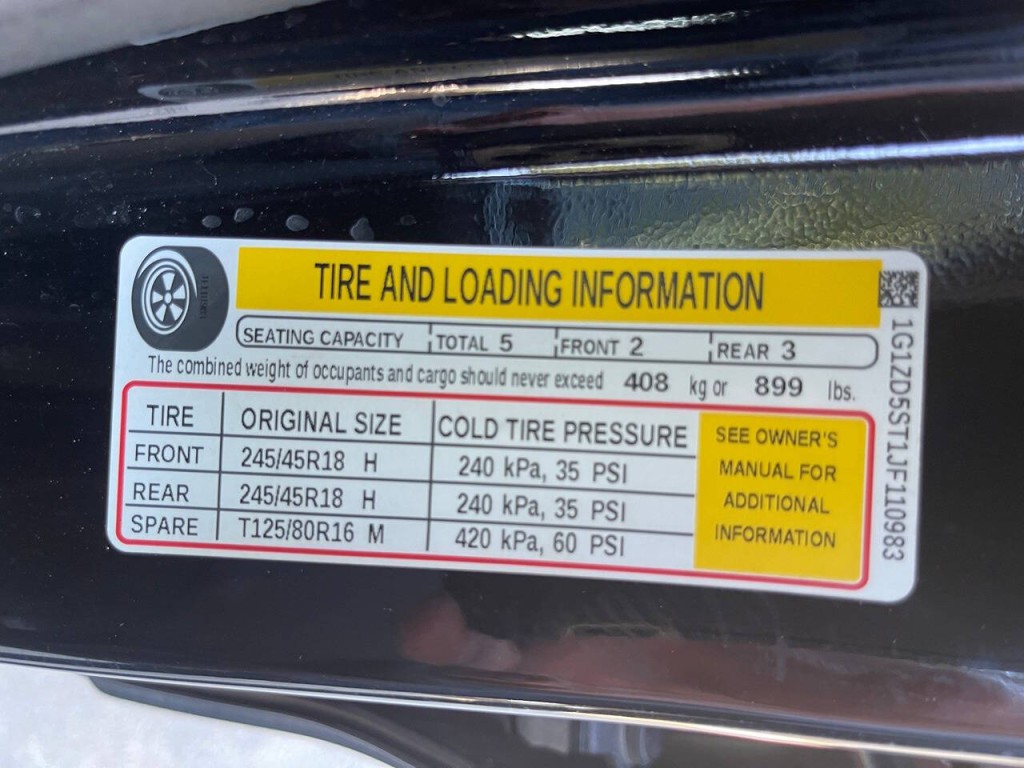 TIRE AND LOADING INFORMATION
SEATING CAPACITY TOTAL 5 FRONT 2 REAR 3
The combined weight of occupants and cargo should never exceed 408 kg or 899 lbs.
TIRE ORIGINAL SIZE COLD TIRE PRESSURE
FRONT 245/45R18 H 240 kPa, 35 PSI
REAR 245/45R18 H 240 kPa, 35 PSI
SPARE T125/80R16 M 420 kPa, 60 PSI
SEE OWNER'S
MANUAL FOR
ADDITIONAL
INFORMATION
1G1ZD5ST1JF110983